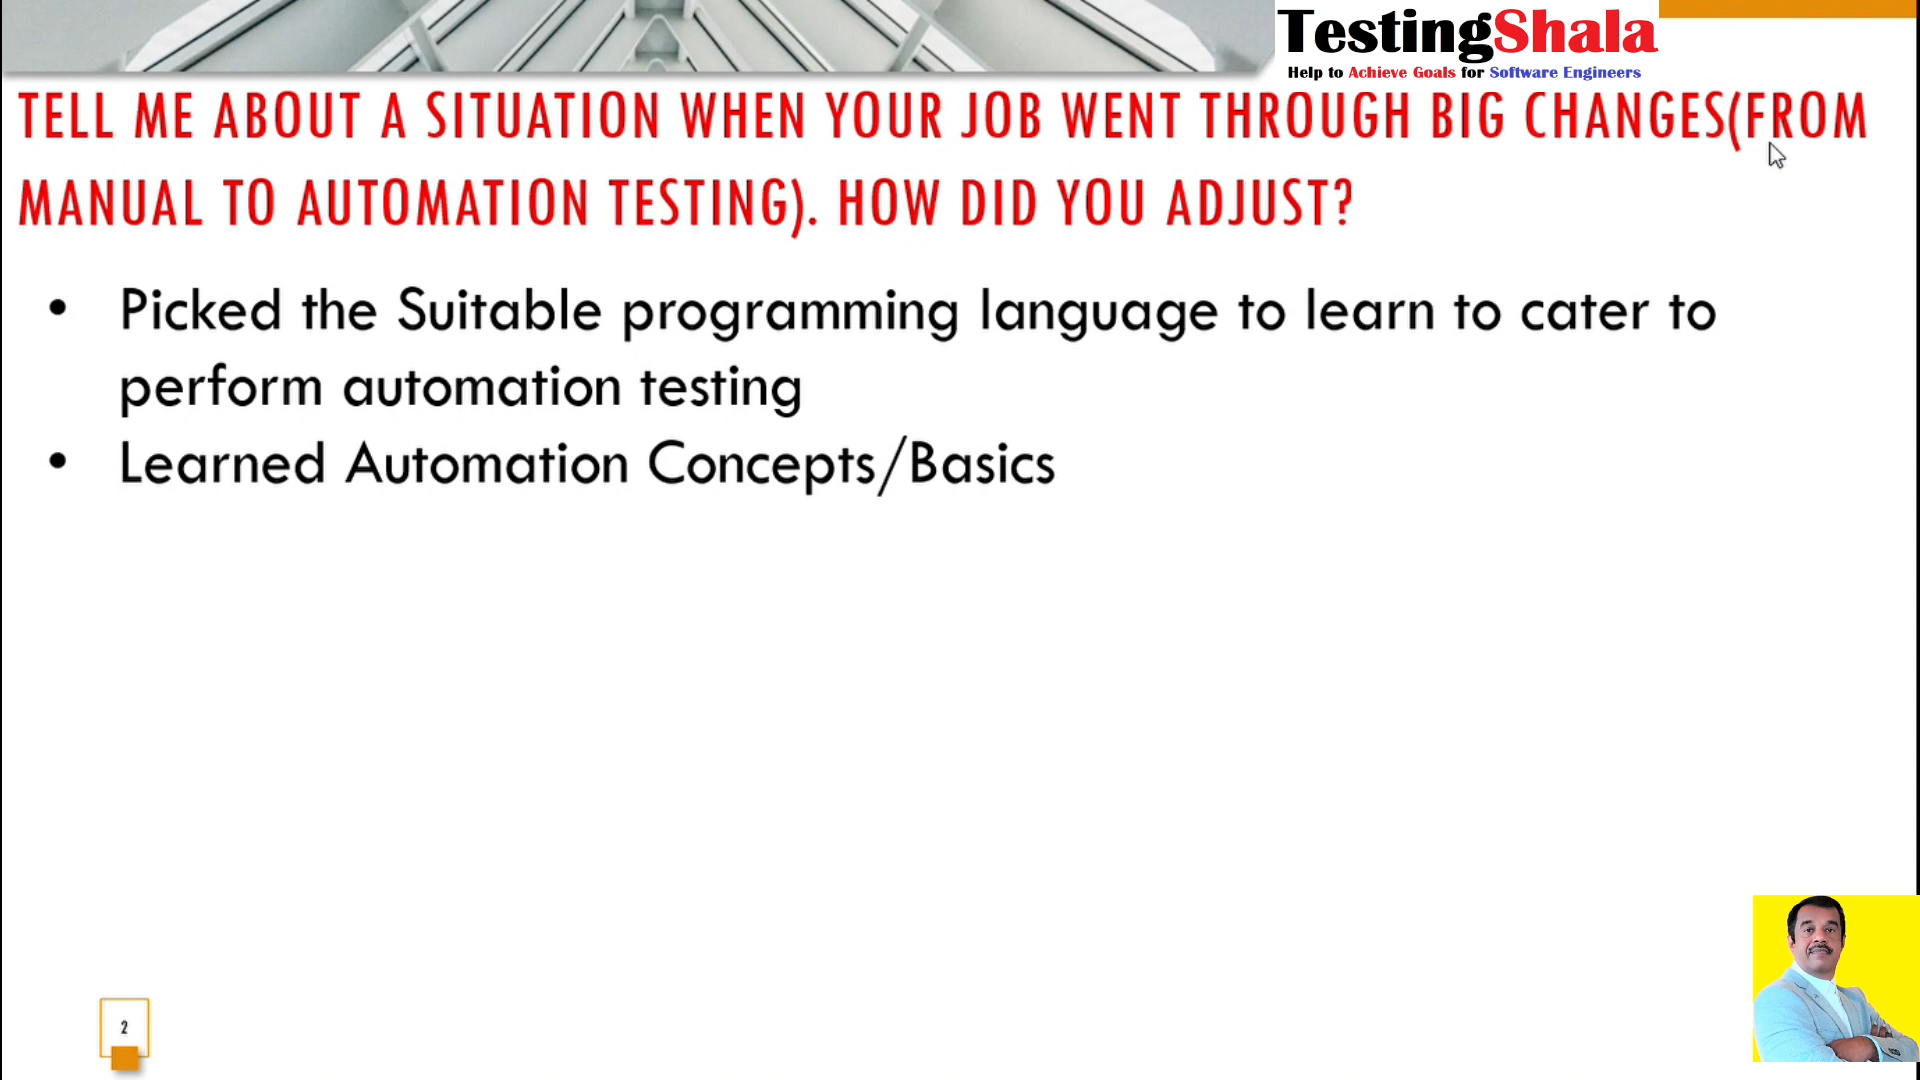 TestingShala
Help to Achieve Goals for Software Engineers
TELL ME ABOUT A SITUATION WHEN YOUR JOB WENT THROUGH BIG CHANGES(FROM
MANUAL TO AUTOMATION TESTING). HOW DID YOU ADJUST?
• Picked the Suitable programming language to learn to cater to
perform automation testing
• Learned Automation Concepts/Basics
2